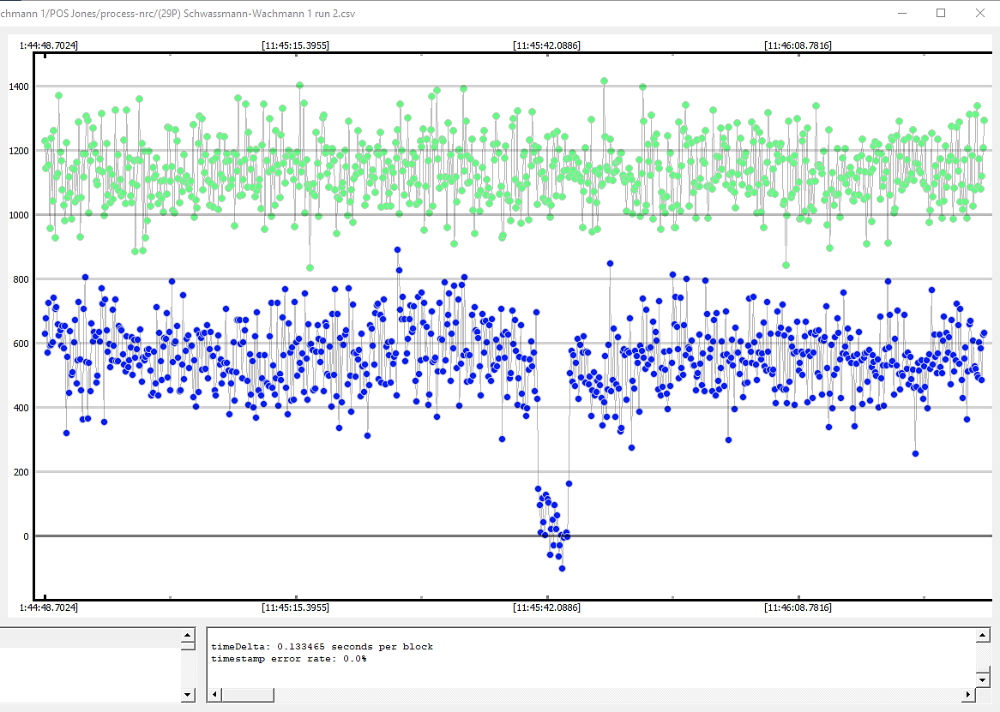 chmann 1/POS Jones/process-nrc/(29P) Schwassmann-Wachmann 1 run 2.csv
1:44:48.7024] [11:45:15.3955] [11:45:42.0886] [11:46:08.7816]
1400
1200
1000
800
600
400
200
0
1:44:48.7024] [11:45:15.3955] [11:45:42.0886] [11:46:08.7816]
timeDelta: 0.133465 seconds per block
timestamp error rate: 0.0%